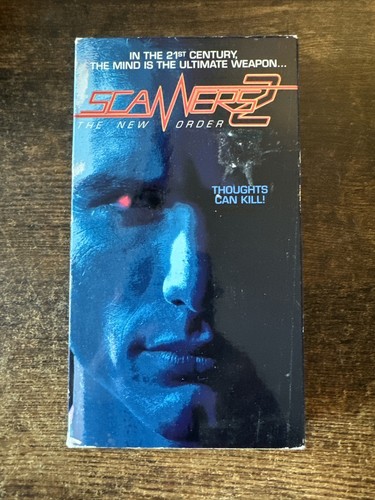 IN THE 21ST CENTURY,
THE MIND IS THE ULTIMATE WEAPON...
SCANNERS 2
THE NEW ORDER
THOUGHTS
CAN KILL!